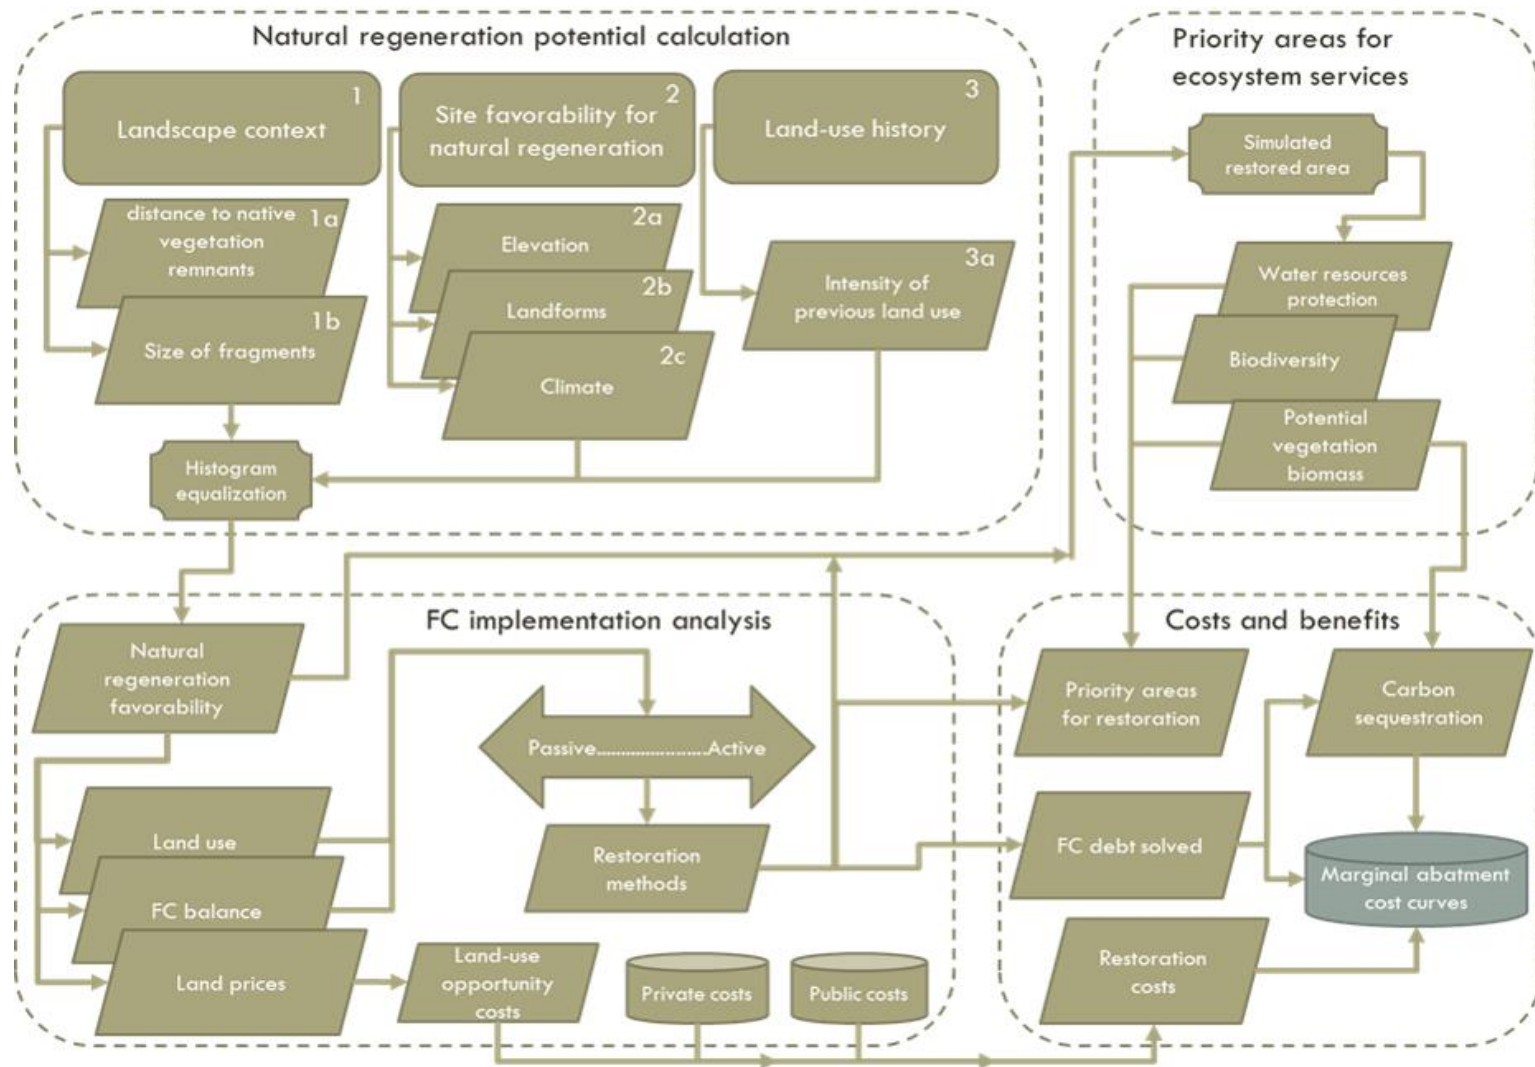 Natural regeneration potential calculation
1
Landscape context
2
Site favorability for
natural regeneration
3
Land-use history
1a
distance to native
vegetation
remnants
1b
Size of fragments
2a
Elevation
2b
Landforms
2c
Climate
3a
Intensity of
previous land use
Histogram
equalization
Priority areas for
ecosystem services
Simulated
restored area
Water resources
protection
Biodiversity
Potential
vegetation
biomass
FC implementation analysis
Natural
regeneration
favorability
Passive......................Active
Land use
FC balance
Land prices
Restoration
methods
Land-use
opportunity
costs
Private costs
Public costs
Costs and benefits
Priority areas
for restoration
Carbon
sequestration
FC debt solved
Marginal abatment
cost curves
Restoration
costs